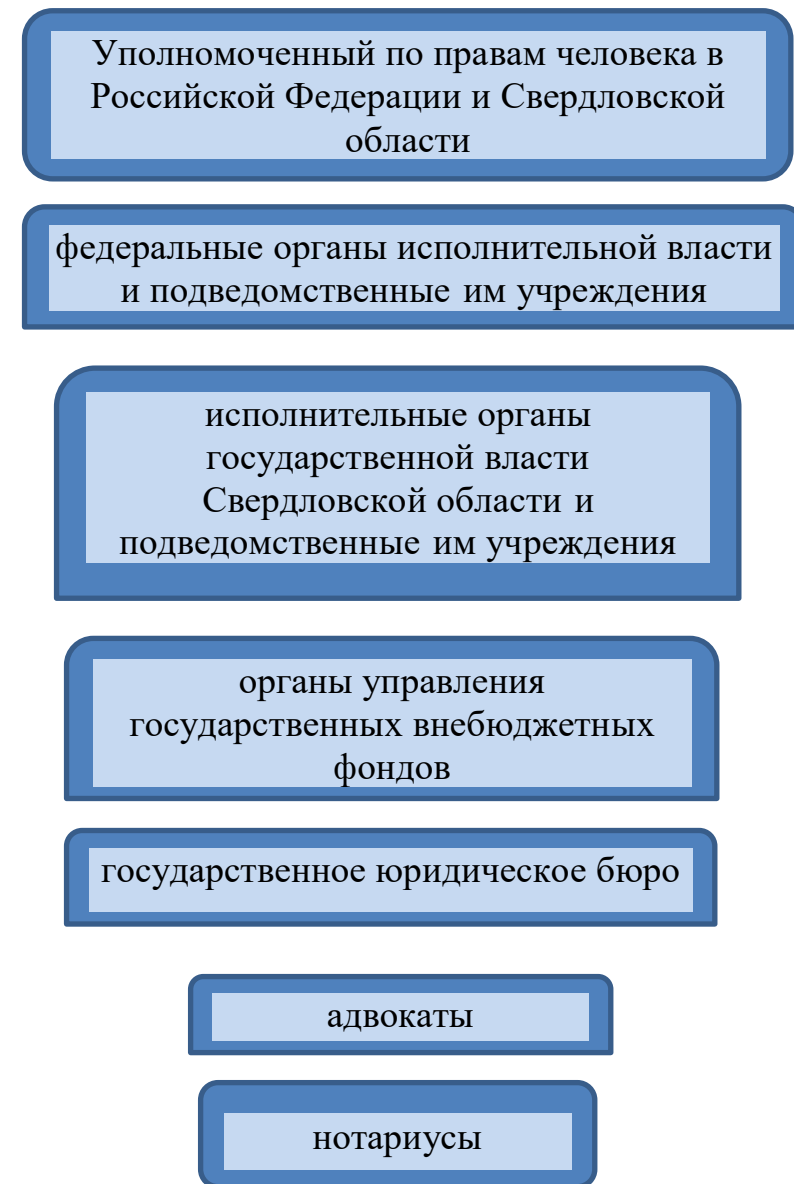 Уполномоченный по правам человека в
Российской Федерации и Свердловской
области
федеральные органы исполнительной власти
и подведомственные им учреждения
исполнительные органы
государственной власти
Свердловской области и
подведомственные им учреждения
органы управления
государственных внебюджетных
фондов
государственное юридическое бюро
адвокаты
нотариусы